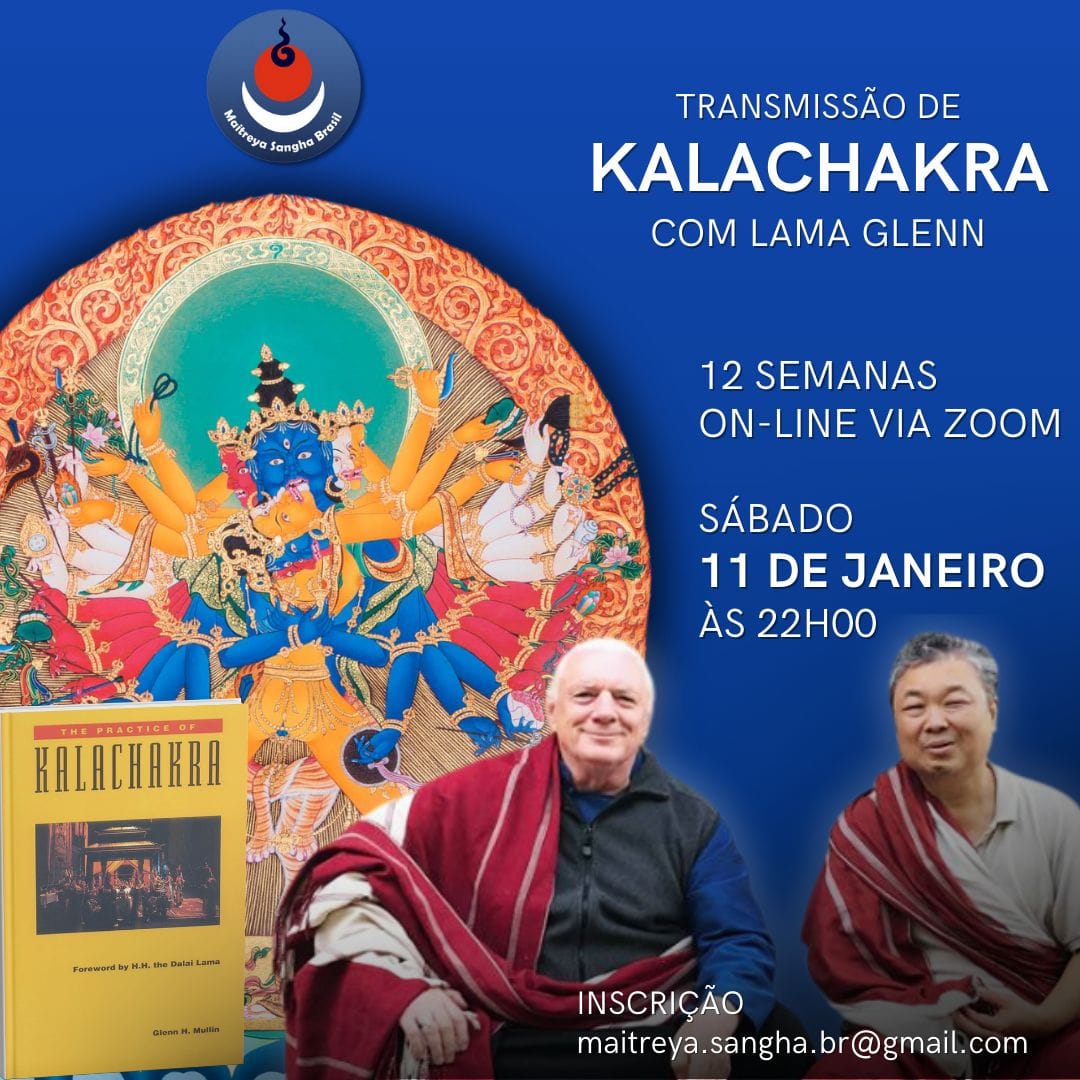 Maitreya Sangha Brasil
TRANSMISSÃO DE
KALACHAKRA
COM LAMA GLENN
12 SEMANAS
ON-LINE VIA ZOOM
SÁBADO
11 DE JANEIRO
ÀS 22H00
THE PRACTICE OF
KALACHAKRA
Foreword by H.H. the Dalai Lama
Glenn H. Mullin
INSCRIÇÃO
maitreya.sangha.br@gmail.com